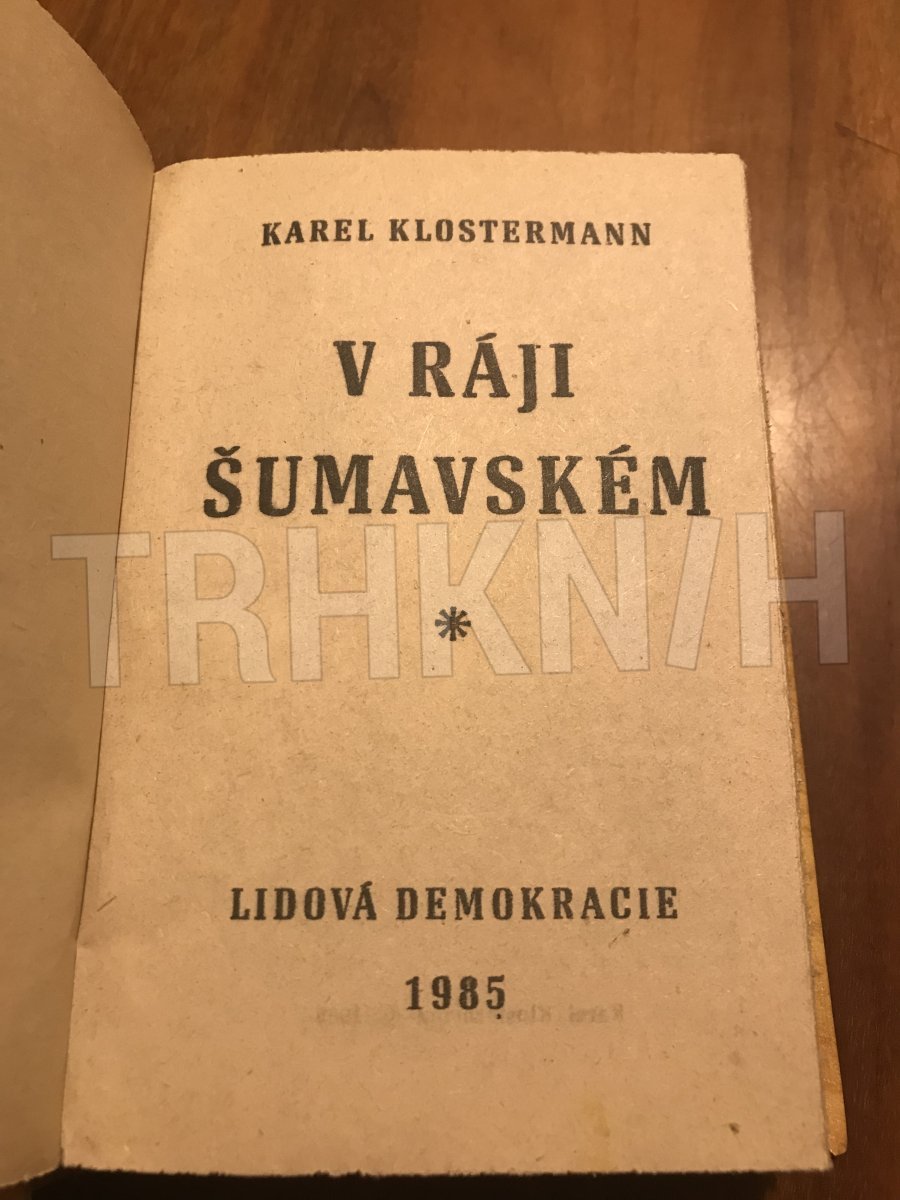 KAREL KLOSTERMANN
V RÁJI
ŠUMAVSKÉM
*
TRHKNIH
LIDOVÁ DEMOKRACIE
1985